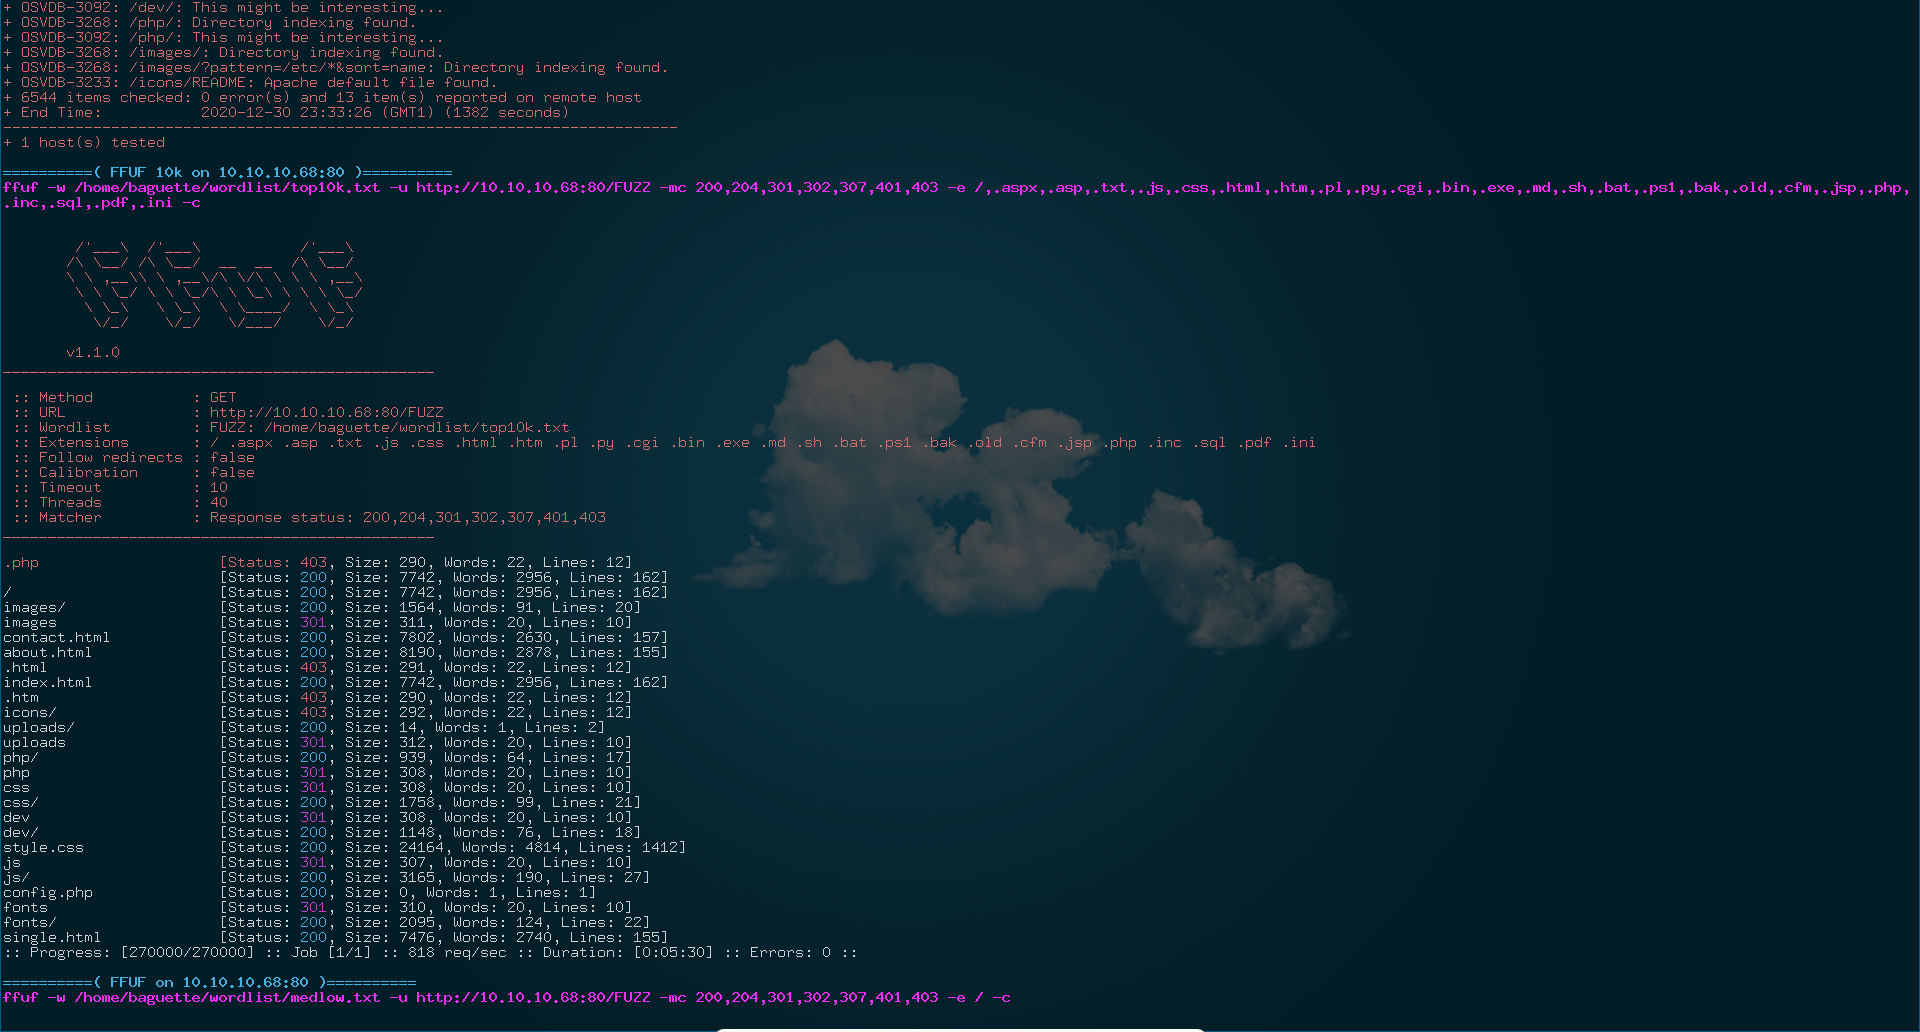 + OSVDB-3092: /dev/: This might be interesting...
+ OSVDB-3268: /php/: Directory indexing found.
+ OSVDB-3092: /php/: This might be interesting...
+ OSVDB-3268: /images/: Directory indexing found.
+ OSVDB-3268: /images/?pattern=/etc/*&sort=name: Directory indexing found.
+ OSVDB-3233: /icons/README: Apache default file found.
+ 6544 items checked: 0 error(s) and 13 item(s) reported on remote host
+ End Time:           2020-12-30 23:33:26 (GMT1) (1382 seconds)
---------------------------------------------------------------------------
+ 1 host(s) tested
==========( FFUF 10k on 10.10.10.68:80 )==========
ffuf -w /home/baguette/wordlist/top10k.txt -u http://10.10.10.68:80/FUZZ -mc 200,204,301,302,307,401,403 -e /,.aspx,.asp,.txt,.js,.css,.html,.htm,.pl,.py,.cgi,.bin,.exe,.md,.sh,.bat,.ps1,.bak,.old,.cfm,.jsp,.php,
.inc,.sql,.pdf,.ini -c
        /'___\  /'___\           /'___\
       /\ \__/ /\ \__/  __  __  /\ \__/
       \ \ ,__\\ \ ,__\/\ \/\ \ \ \ ,__\
        \ \ \_/ \ \ \_/\ \ \_\ \ \ \ \_/
         \ \_\   \ \_\  \ \____/  \ \_\
          \/_/    \/_/   \/___/    \/_/
       v1.1.0
________________________________________________
 :: Method           : GET
 :: URL              : http://10.10.10.68:80/FUZZ
 :: Wordlist         : FUZZ: /home/baguette/wordlist/top10k.txt
 :: Extensions       : / .aspx .asp .txt .js .css .html .htm .pl .py .cgi .bin .exe .md .sh .bat .ps1 .bak .old .cfm .jsp .php .inc .sql .pdf .ini
 :: Follow redirects : false
 :: Calibration      : false
 :: Timeout          : 10
 :: Threads          : 40
 :: Matcher          : Response status: 200,204,301,302,307,401,403
________________________________________________
.php                    [Status: 403, Size: 290, Words: 22, Lines: 12]
                        [Status: 200, Size: 7742, Words: 2956, Lines: 162]
/                       [Status: 200, Size: 7742, Words: 2956, Lines: 162]
images/                 [Status: 200, Size: 1564, Words: 91, Lines: 20]
images                  [Status: 301, Size: 311, Words: 20, Lines: 10]
contact.html            [Status: 200, Size: 7802, Words: 2630, Lines: 157]
about.html              [Status: 200, Size: 8190, Words: 2878, Lines: 155]
.html                   [Status: 403, Size: 291, Words: 22, Lines: 12]
index.html              [Status: 200, Size: 7742, Words: 2956, Lines: 162]
.htm                    [Status: 403, Size: 290, Words: 22, Lines: 12]
icons/                  [Status: 403, Size: 292, Words: 22, Lines: 12]
uploads/                [Status: 200, Size: 14, Words: 1, Lines: 2]
uploads                 [Status: 301, Size: 312, Words: 20, Lines: 10]
php/                    [Status: 200, Size: 939, Words: 64, Lines: 17]
php                     [Status: 301, Size: 308, Words: 20, Lines: 10]
css                     [Status: 301, Size: 308, Words: 20, Lines: 10]
css/                    [Status: 200, Size: 1758, Words: 99, Lines: 21]
dev                     [Status: 301, Size: 308, Words: 20, Lines: 10]
dev/                    [Status: 200, Size: 1148, Words: 76, Lines: 18]
style.css               [Status: 200, Size: 24164, Words: 4814, Lines: 1412]
js                      [Status: 301, Size: 307, Words: 20, Lines: 10]
js/                     [Status: 200, Size: 3165, Words: 190, Lines: 27]
config.php              [Status: 200, Size: 0, Words: 1, Lines: 1]
fonts                   [Status: 301, Size: 310, Words: 20, Lines: 10]
fonts/                  [Status: 200, Size: 2095, Words: 124, Lines: 22]
single.html             [Status: 200, Size: 7476, Words: 2740, Lines: 155]
:: Progress: [270000/270000] :: Job [1/1] :: 818 req/sec :: Duration: [0:05:30] :: Errors: 0 ::
==========( FFUF on 10.10.10.68:80 )==========
ffuf -w /home/baguette/wordlist/medlow.txt -u http://10.10.10.68:80/FUZZ -mc 200,204,301,302,307,401,403 -e / -c